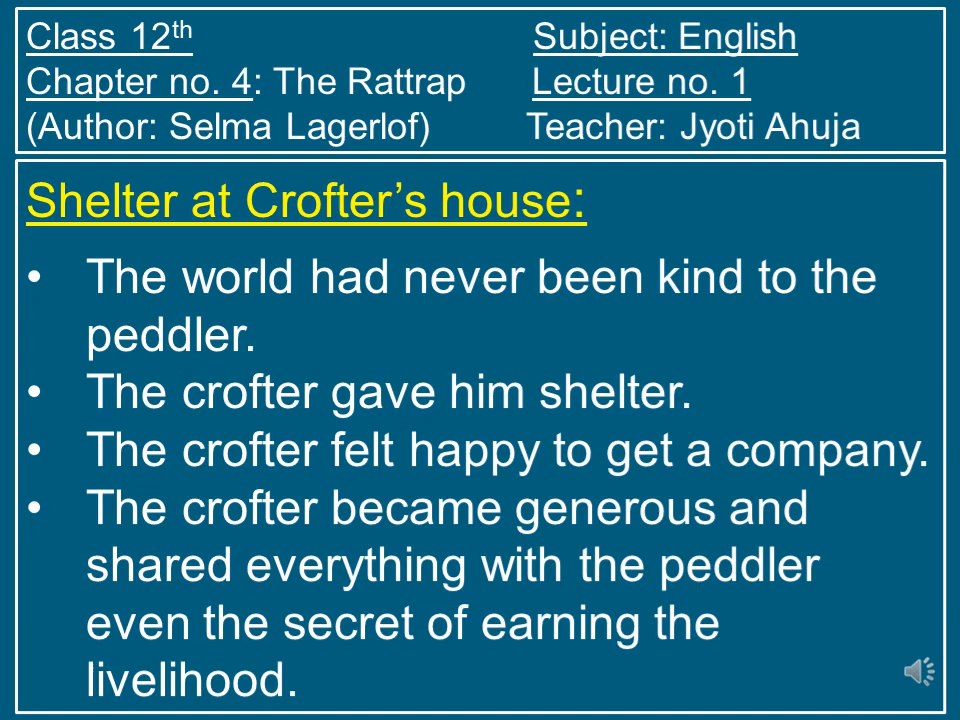 Class 12th Subject: English
Chapter no. 4: The Rattrap Lecture no. 1
(Author: Selma Lagerlof) Teacher: Jyoti Ahuja
Shelter at Crofter’s house:
• The world had never been kind to the
peddler.
• The crofter gave him shelter.
• The crofter felt happy to get a company.
• The crofter became generous and
shared everything with the peddler
even the secret of earning the
livelihood.